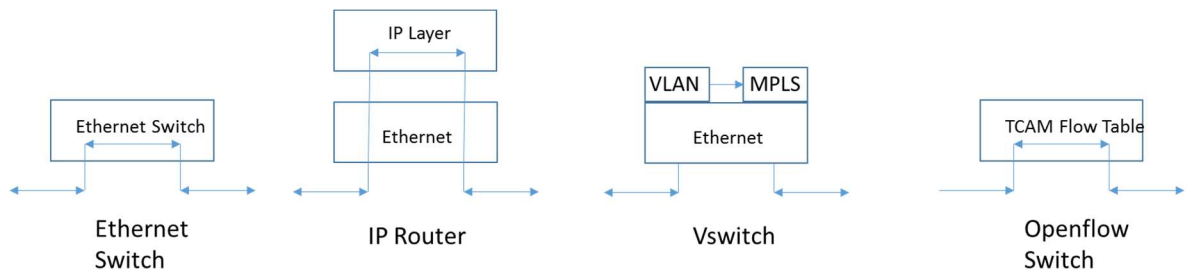 Ethernet Switch
Ethernet
Switch
IP Layer
Ethernet
IP Router
VLAN
MPLS
Ethernet
Vswitch
TCAM Flow Table
Openflow
Switch